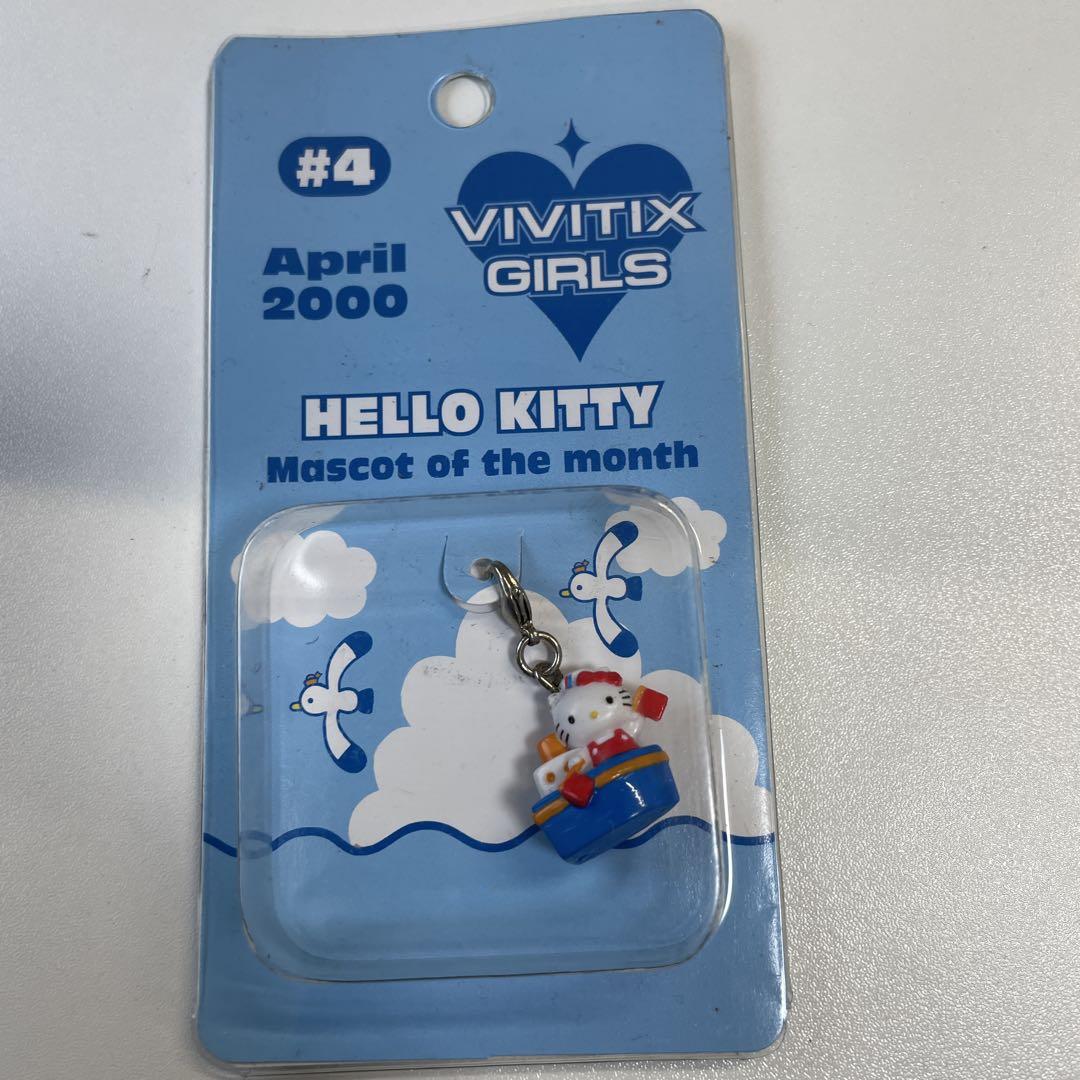 #4
April
2000
VIVITIX
GIRLS
HELLO KITTY
Mascot of the month